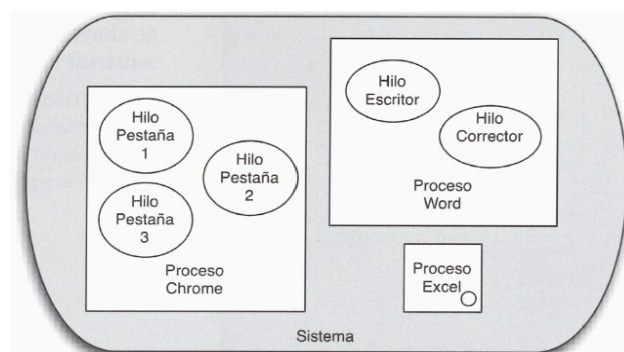 Hilo
Pestaña
1
Hilo
Pestaña
2
Hilo
Pestaña
3
Proceso
Chrome
Hilo
Escritor
Hilo
Corrector
Proceso
Word
Proceso
Excel
Sistema